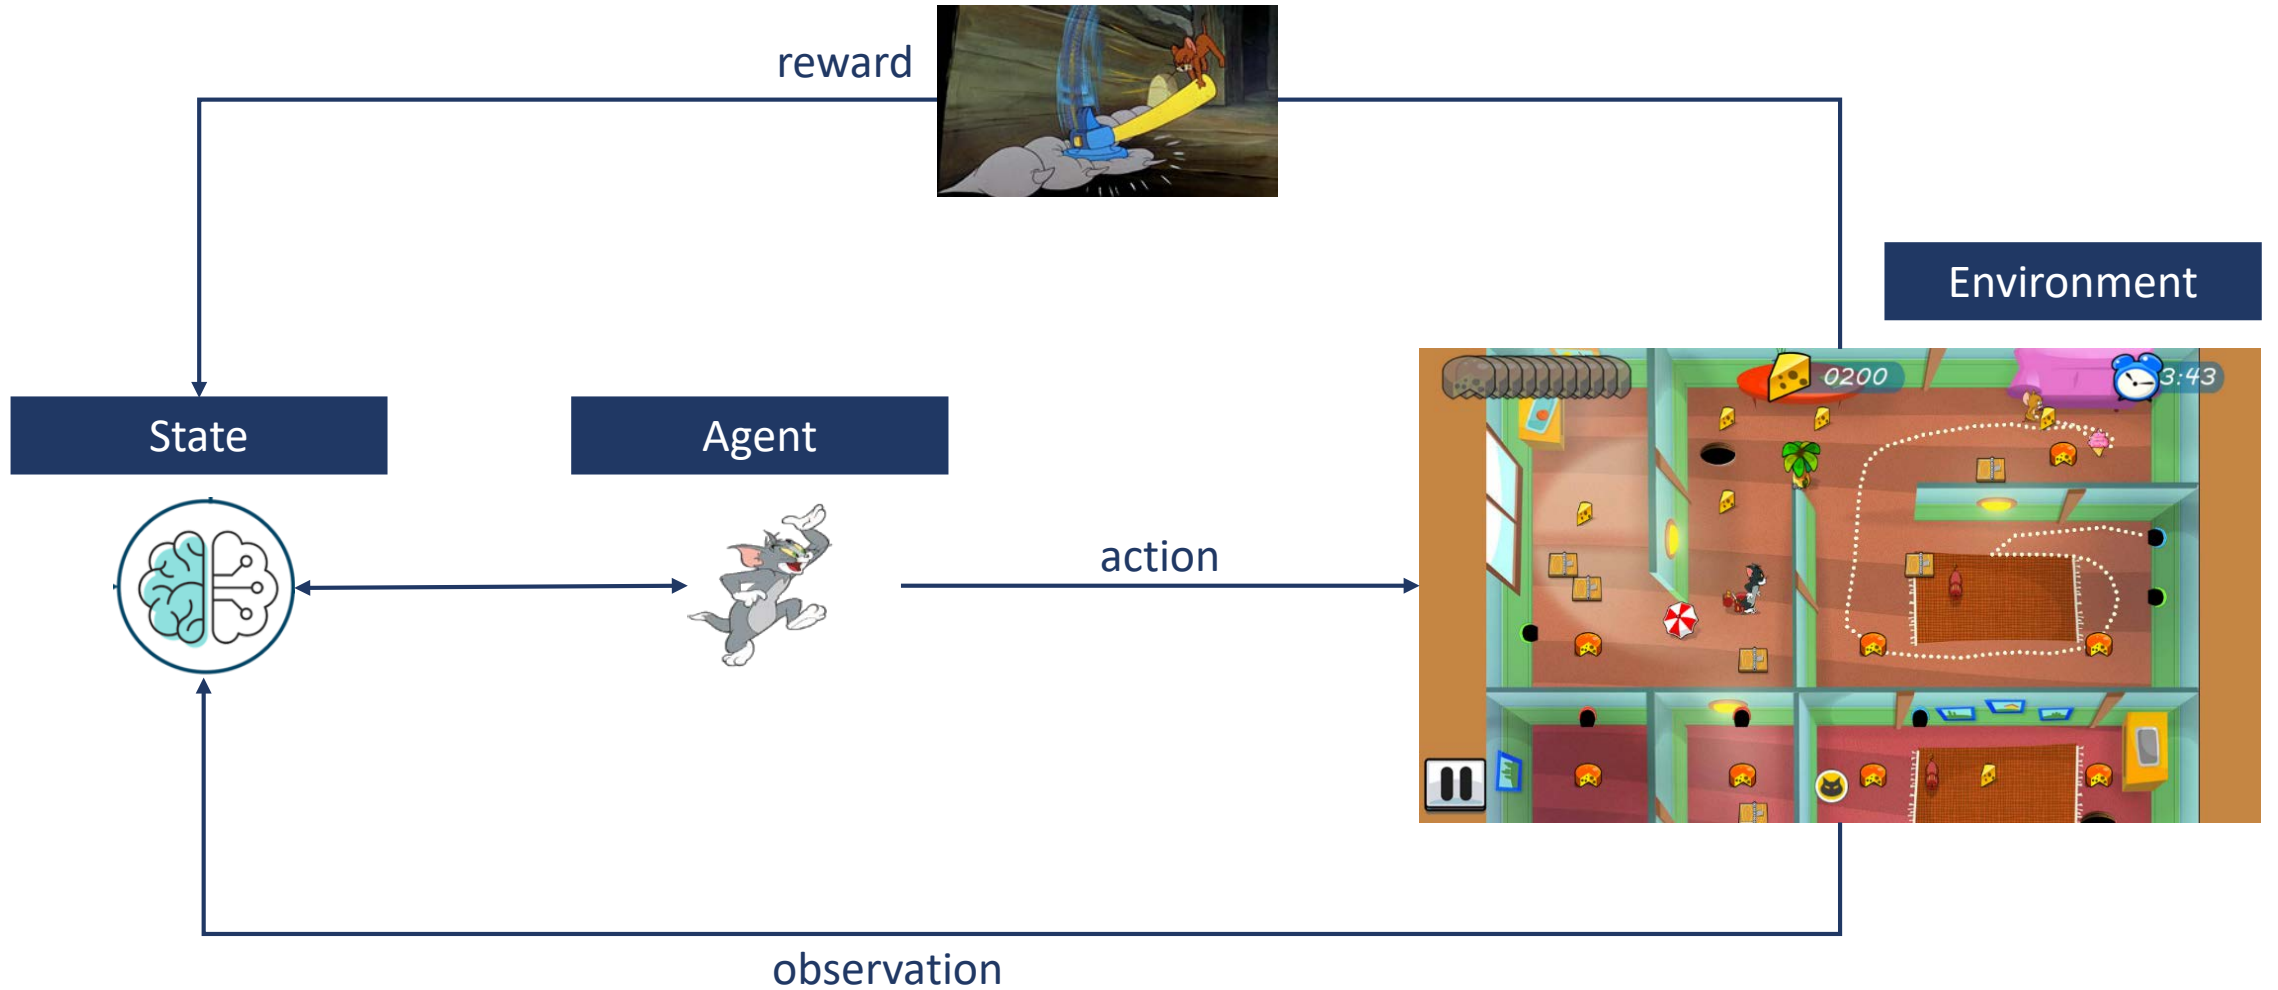 reward
Environment
0200
3:43
State
Agent
action
observation